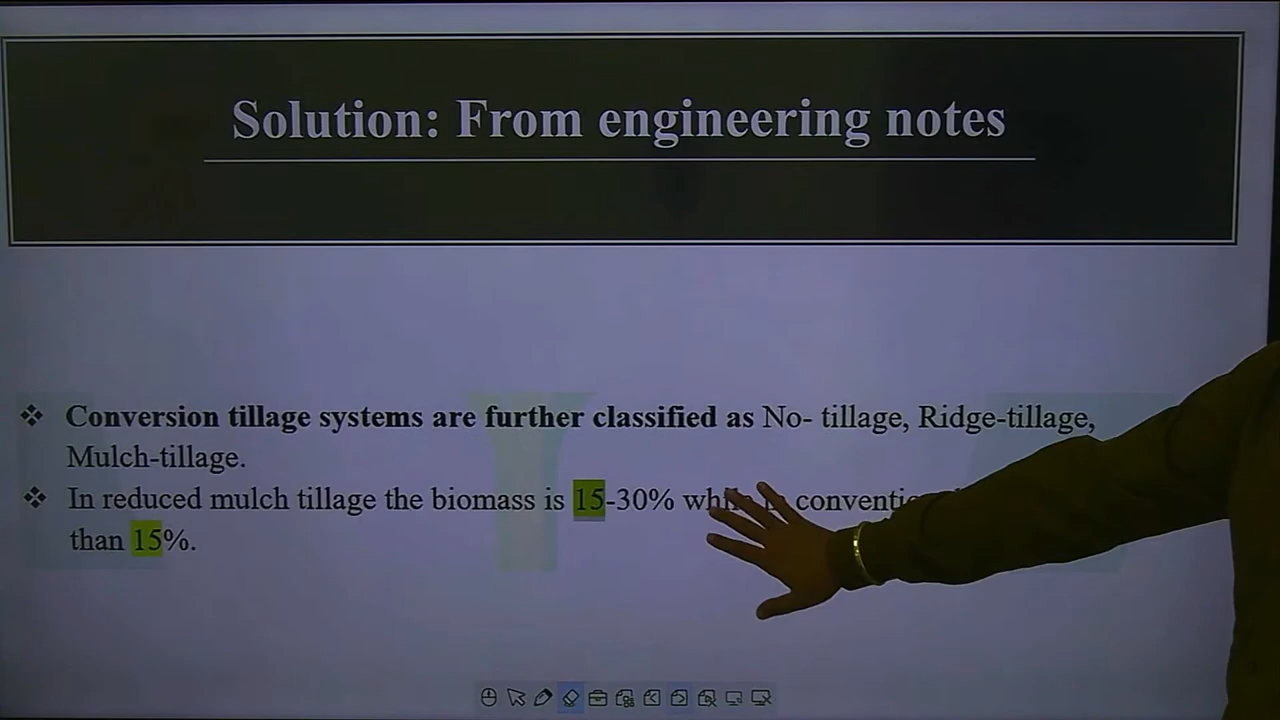 Solution: From engineering notes
❖ Conversion tillage systems are further classified as No- tillage, Ridge-tillage,
Mulch-tillage.
❖ In reduced mulch tillage the biomass is 15-30%
than 15%.